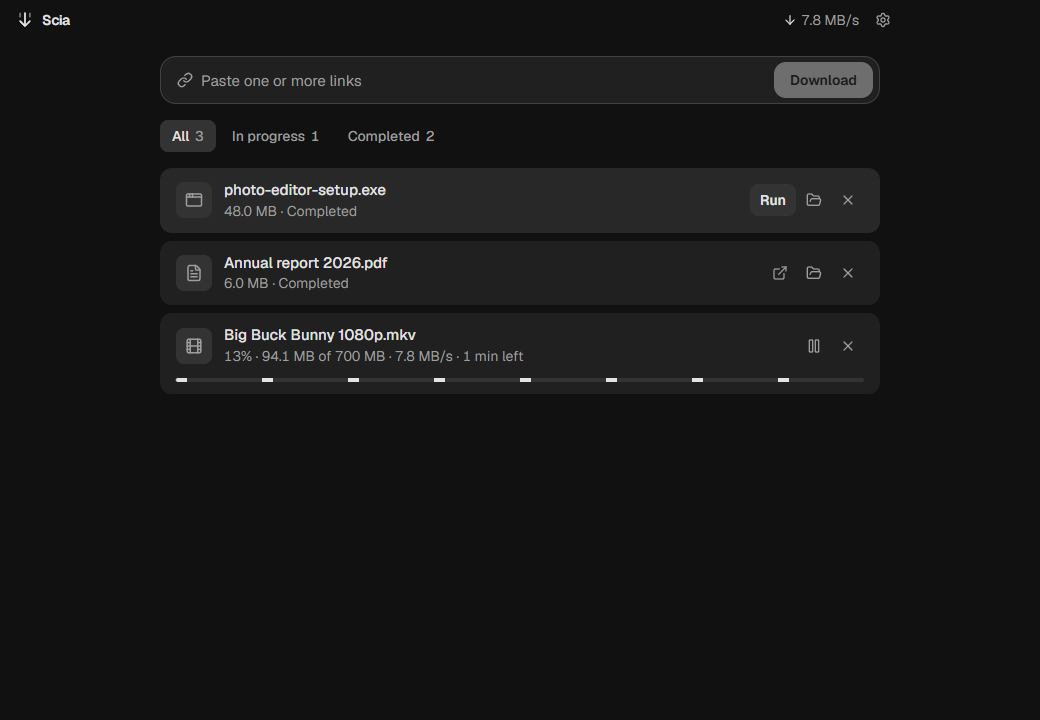 Scia
7.8 MB/s
Paste one or more links
Download
All 3
In progress 1
Completed 2
photo-editor-setup.exe
48.0 MB · Completed
Run
Annual report 2026.pdf
6.0 MB · Completed
Big Buck Bunny 1080p.mkv
13% · 94.1 MB of 700 MB · 7.8 MB/s · 1 min left